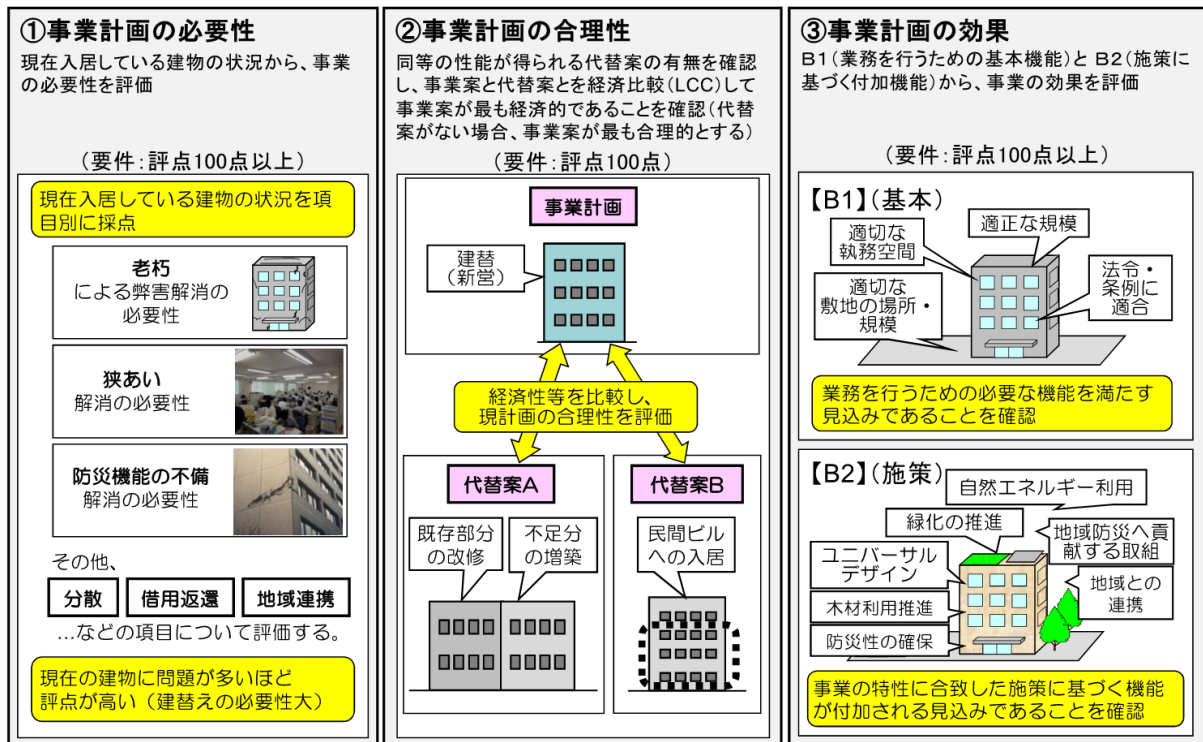 ①事業計画の必要性
現在入居している建物の状況から、事業
の必要性を評価
(要件：評点100点以上)
現在入居している建物の状況を項
目別に採点
老朽
による弊害解消の
必要性
狭あい
解消の必要性
防災機能の不備
解消の必要性
その他、
分散
借用返還
地域連携
…などの項目について評価する。
現在の建物に問題が多いほど
評点が高い（建替えの必要性大）
②事業計画の合理性
同等の性能が得られる代替案の有無を確認
し、事業案と代替案とを経済比較(LCC)して
事業案が最も経済的であることを確認(代替
案がない場合、事業案が最も合理的とする)
(要件：評点100点)
事業計画
建替
(新営)
経済性等を比較し、
現計画の合理性を評価
代替案A
既存部分
の改修
不足分
の増築
代替案B
民間ビル
への入居
③事業計画の効果
B1(業務を行うための基本機能)と B2(施策に
基づく付加機能)から、事業の効果を評価
(要件：評点100点以上)
【B1】(基本)
適切な
執務空間
適正な規模
適切な
敷地の場所・
規模
法令・
条例に
適合
業務を行うための必要な機能を満たす
見込みであることを確認
【B2】(施策)
自然エネルギー利用
緑化の推進
地域防災へ貢
献する取組
ユニバーサル
デザイン
地域との
連携
木材利用推進
防災性の確保
事業の特性に合致した施策に基づく機能
が付加される見込みであることを確認